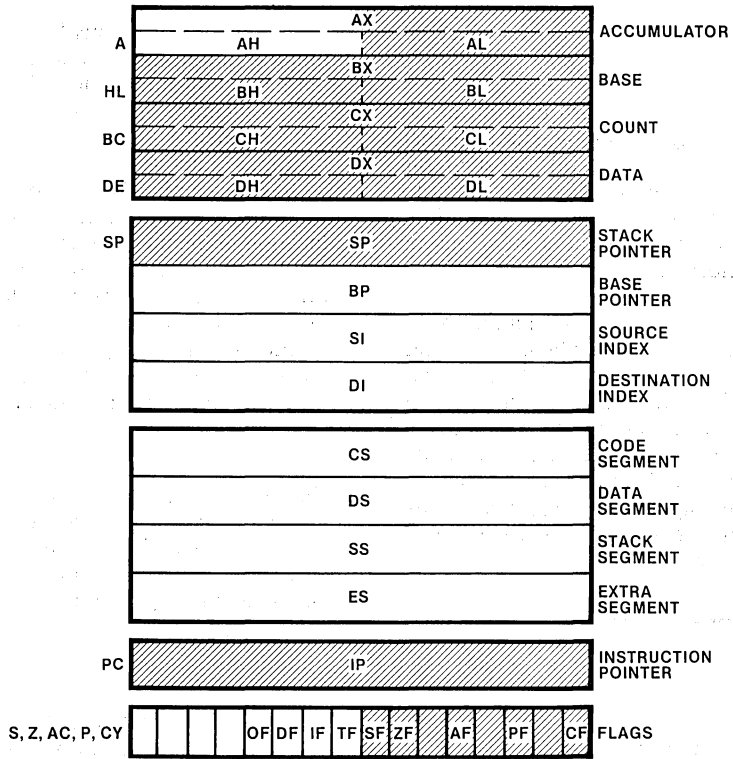 AX
ACCUMULATOR
A AH AL
BX
BASE
HL BH BL
CX
COUNT
BC CH CL
DX
DATA
DE DH DL
SP SP STACK
POINTER
BP BASE
POINTER
SI SOURCE
INDEX
DI DESTINATION
INDEX
CS CODE
SEGMENT
DS DATA
SEGMENT
SS STACK
SEGMENT
ES EXTRA
SEGMENT
PC IP INSTRUCTION
POINTER
S, Z, AC, P, CY OF DF IF TF SF ZF AF PF CF FLAGS